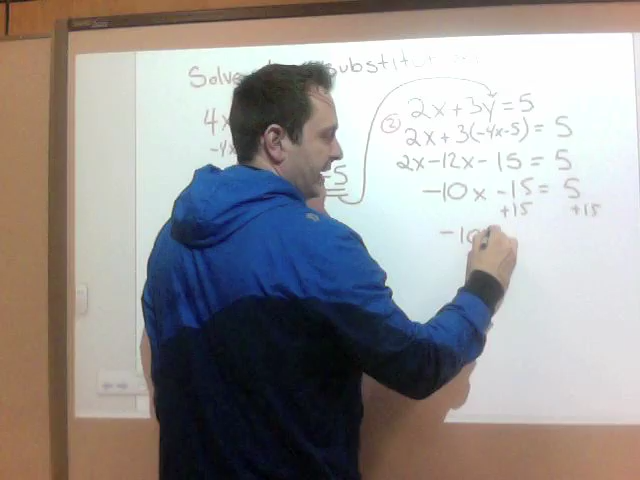 Solve substitut
4x
-4x
-5
2x + 3y = 5
② 2x + 3(-4x-5) = 5
2x - 12x - 15 = 5
-10x - 15 = 5
+15 +15
-10